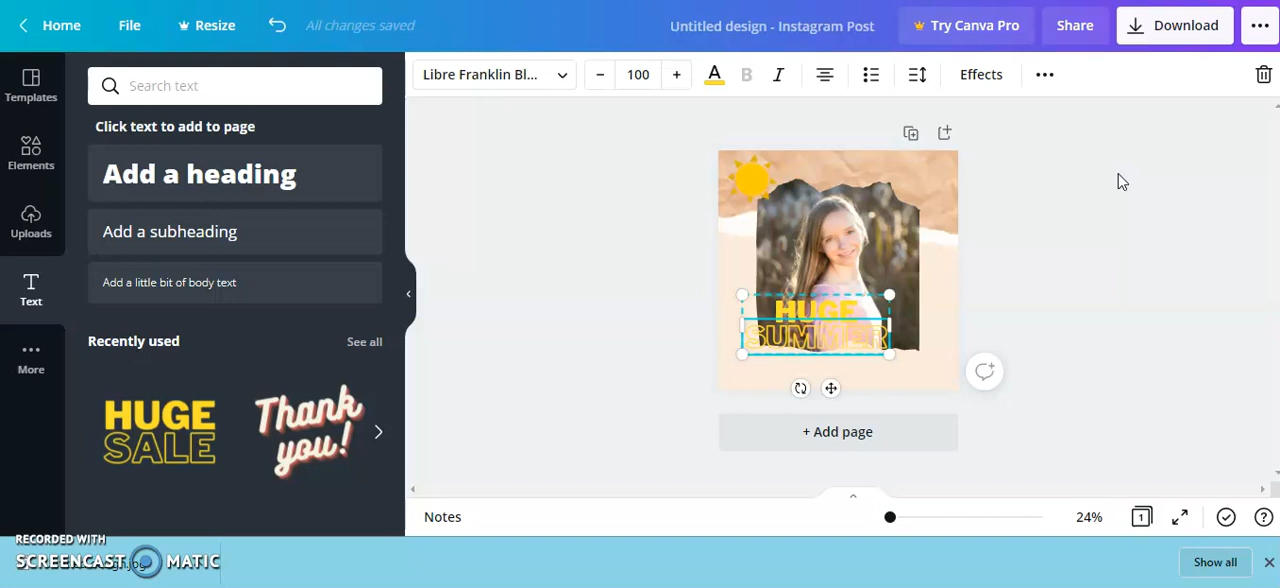 Home
File
Resize
All changes saved
Untitled design - Instagram Post
Try Canva Pro
Share
Download
Templates
Elements
Uploads
Text
More
Search text
Click text to add to page
Add a heading
Add a subheading
Add a little bit of body text
Recently used
See all
HUGE
SALE
Thank
you!
Libre Franklin Bl...
100
A
B
I
Effects
HUGE
SUMMER
+ Add page
Notes
24%
1
Show all
RECORDED WITH
SCREENCAST MATIC